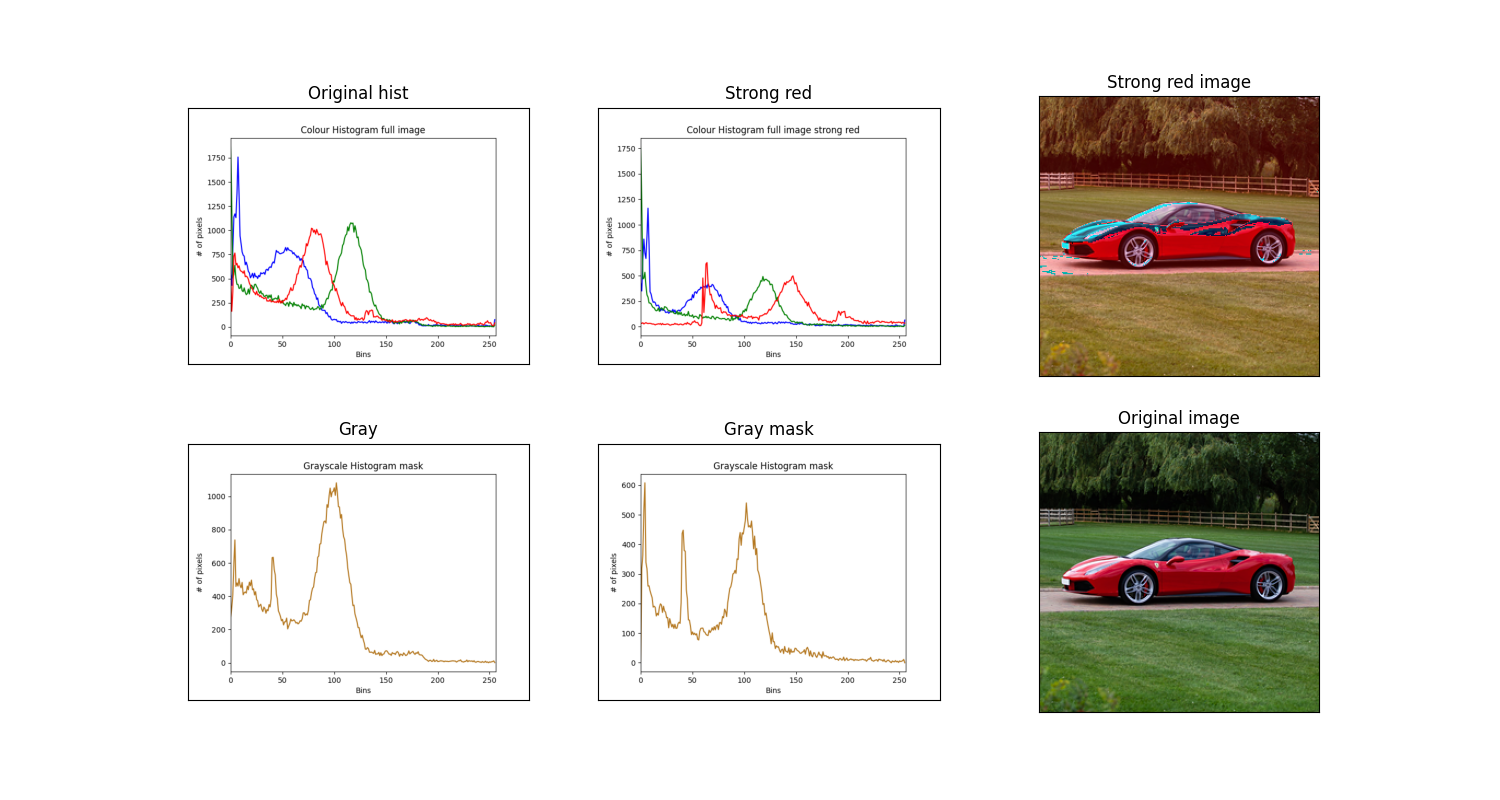 Original hist
Colour Histogram full image
# of pixels
1750
1500
1250
1000
750
500
250
0
0 50 100 150 200 250
Bins
Strong red
Colour Histogram full image strong red
# of pixels
1750
1500
1250
1000
750
500
250
0
0 50 100 150 200 250
Bins
Strong red image
Gray
Grayscale Histogram mask
# of pixels
1000
800
600
400
200
0
0 50 100 150 200 250
Bins
Gray mask
Grayscale Histogram mask
# of pixels
600
500
400
300
200
100
0
0 50 100 150 200 250
Bins
Original image